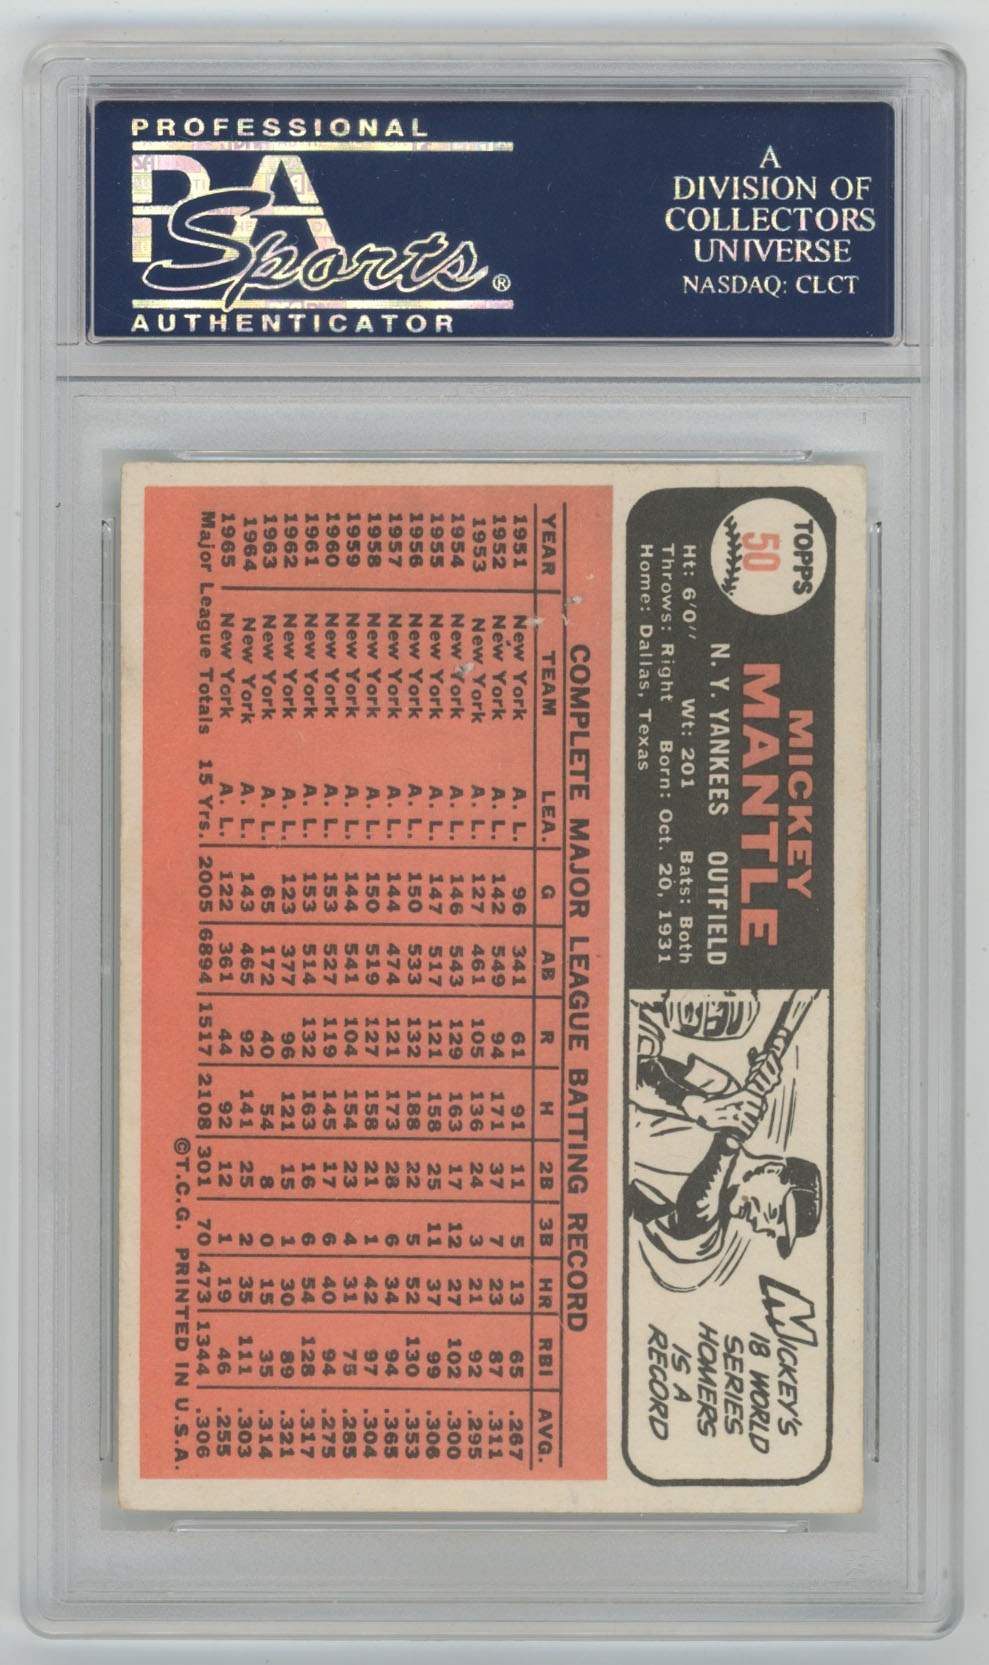 PROFESSIONAL
PSA
Sports®
AUTHENTICATOR
A
DIVISION OF
COLLECTORS
UNIVERSE
NASDAQ: CLCT
TOPPS
50
MICKEY
MANTLE
N. Y. YANKEES OUTFIELD
Ht: 6'0" Wt: 201 Bats: Both
Throws: Right Born: Oct. 20, 1931
Home: Dallas, Texas
MICKEY'S
18 WORLD
SERIES
HOMERS
IS A
RECORD
COMPLETE MAJOR LEAGUE BATTING RECORD
YEAR TEAM LEA. G AB R H 2B 3B HR RBI AVG.
1951 New York A. L. 96 341 61 91 11 5 13 65 .267
1952 New York A. L. 142 549 94 171 37 7 23 87 .311
1953 New York A. L. 127 461 105 136 24 3 21 92 .295
1954 New York A. L. 146 543 129 163 17 12 27 102 .300
1955 New York A. L. 147 517 121 158 25 11 37 99 .306
1956 New York A. L. 150 533 132 188 22 5 52 130 .353
1957 New York A. L. 144 474 121 173 28 6 34 94 .365
1958 New York A. L. 150 519 127 158 21 1 42 97 .304
1959 New York A. L. 144 541 104 154 23 4 31 75 .285
1960 New York A. L. 153 527 119 145 17 6 40 94 .275
1961 New York A. L. 153 514 132 163 16 6 54 128 .317
1962 New York A. L. 123 377 96 121 15 1 30 89 .321
1963 New York A. L. 65 172 40 54 8 0 15 35 .314
1964 New York A. L. 143 465 92 141 25 2 35 111 .303
1965 New York A. L. 122 361 44 92 12 1 19 46 .255
Major League Totals 15 Yrs. 2005 6894 1517 2108 301 70 473 1344 .306
©T.C.G. PRINTED IN U.S.A.